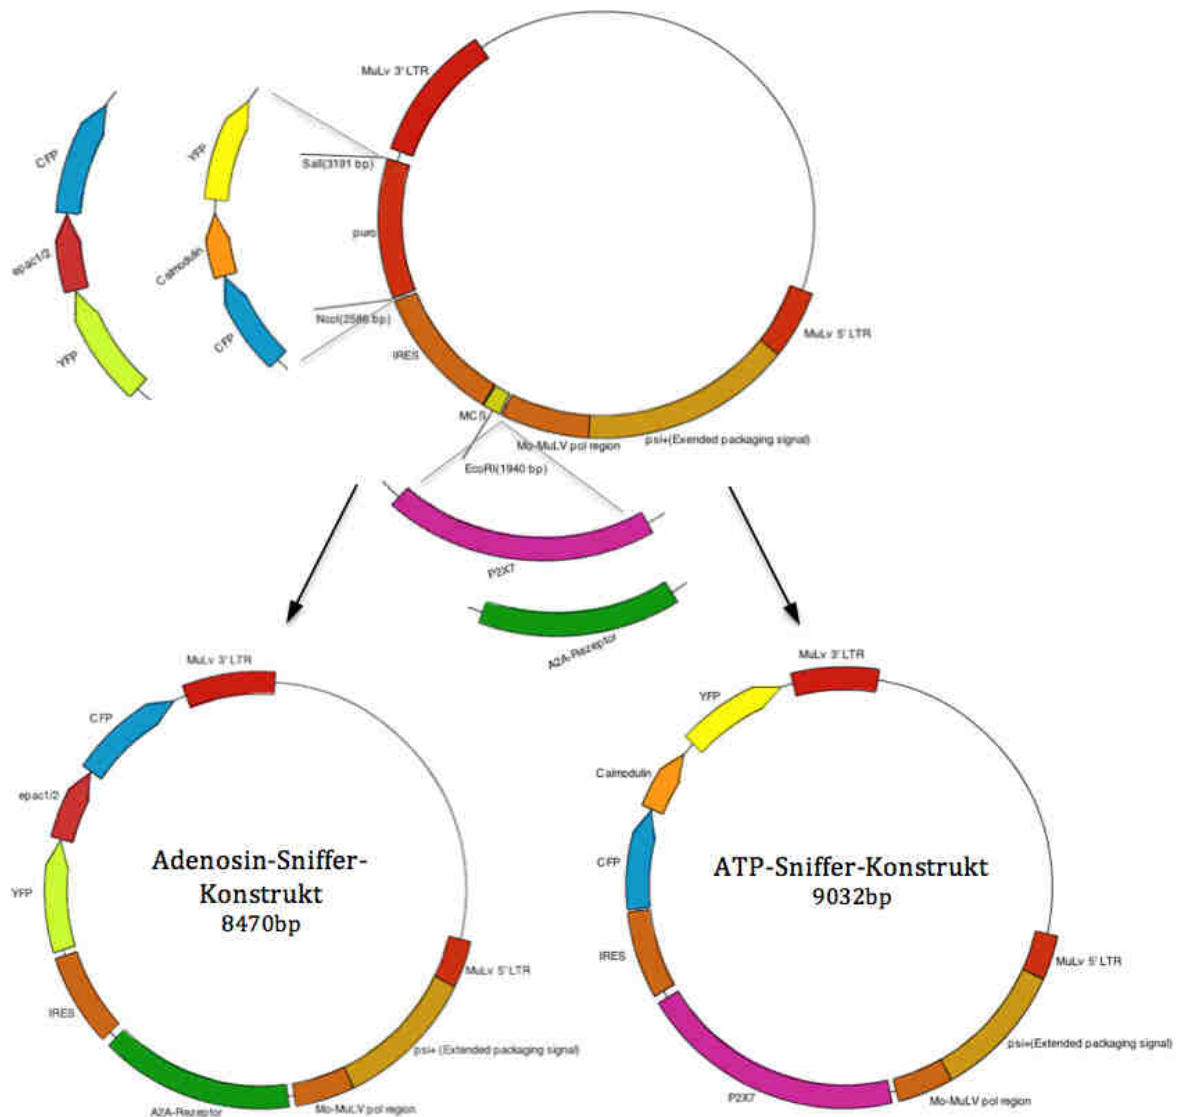 MuLv 3' LTR
CFP
YFP
SalI(3191 bp)
puro
epac1/2
Calmodulin
NcoI(2586 bp)
MuLv 5' LTR
YFP
CFP
IRES
MCS
Mo-MuLV pol region
psi+(Extended packaging signal)
EcoRI(1940 bp)
P2X7
A2A-Rezeptor
MuLv 3' LTR
CFP
epac1/2
YFP
Adenosin-Sniffer-
Konstrukt
8470bp
IRES
MuLv 5' LTR
psi+ (Extended packaging signal)
A2A-Rezeptor
Mo-MuLV pol region
MuLv 3' LTR
YFP
Calmodulin
CFP
ATP-Sniffer-Konstrukt
9032bp
IRES
MuLv 5' LTR
psi+(Extended packaging signal)
P2X7
Mo-MuLV pol region